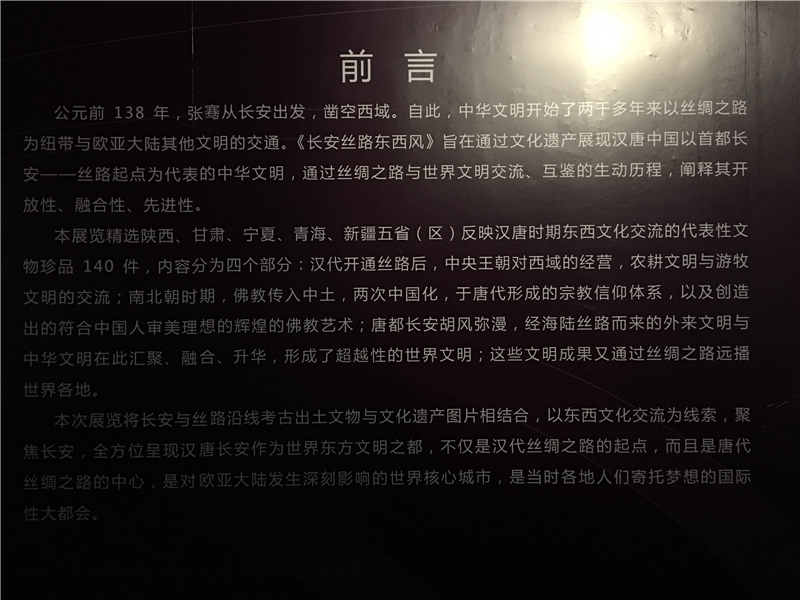 前 言
公元前 138 年，张骞从长安出发，凿空西域。自此，中华文明开始了两千多年来以丝绸之路
为纽带与欧亚大陆其他文明的交通。《长安丝路东西风》旨在通过文化遗产展现汉唐中国以首都长
安——丝路起点为代表的中华文明，通过丝绸之路与世界文明交流、互鉴的生动历程，阐释其开
放性、融合性、先进性。
本展览精选陕西、甘肃、宁夏、青海、新疆五省（区）反映汉唐时期东西文化交流的代表性文
物珍品 140 件，内容分为四个部分：汉代开通丝路后，中央王朝对西域的经营，农耕文明与游牧
文明的交流；南北朝时期，佛教传入中土，两次中国化，于唐代形成的宗教信仰体系，以及创造
出的符合中国人审美理想的辉煌的佛教艺术；唐都长安胡风弥漫，经海陆丝路而来的外来文明与
中华文明在此汇聚、融合、升华，形成了超越性的世界文明；这些文明成果又通过丝绸之路远播
世界各地。
本次展览将长安与丝路沿线考古出土文物与文化遗产图片相结合，以东西文化交流为线索，聚
焦长安，全方位呈现汉唐长安作为世界东方文明之都，不仅是汉代丝绸之路的起点，而且是唐代
丝绸之路的中心，是对欧亚大陆发生深刻影响的世界核心城市，是当时各地人们寄托梦想的国际
性大都会。